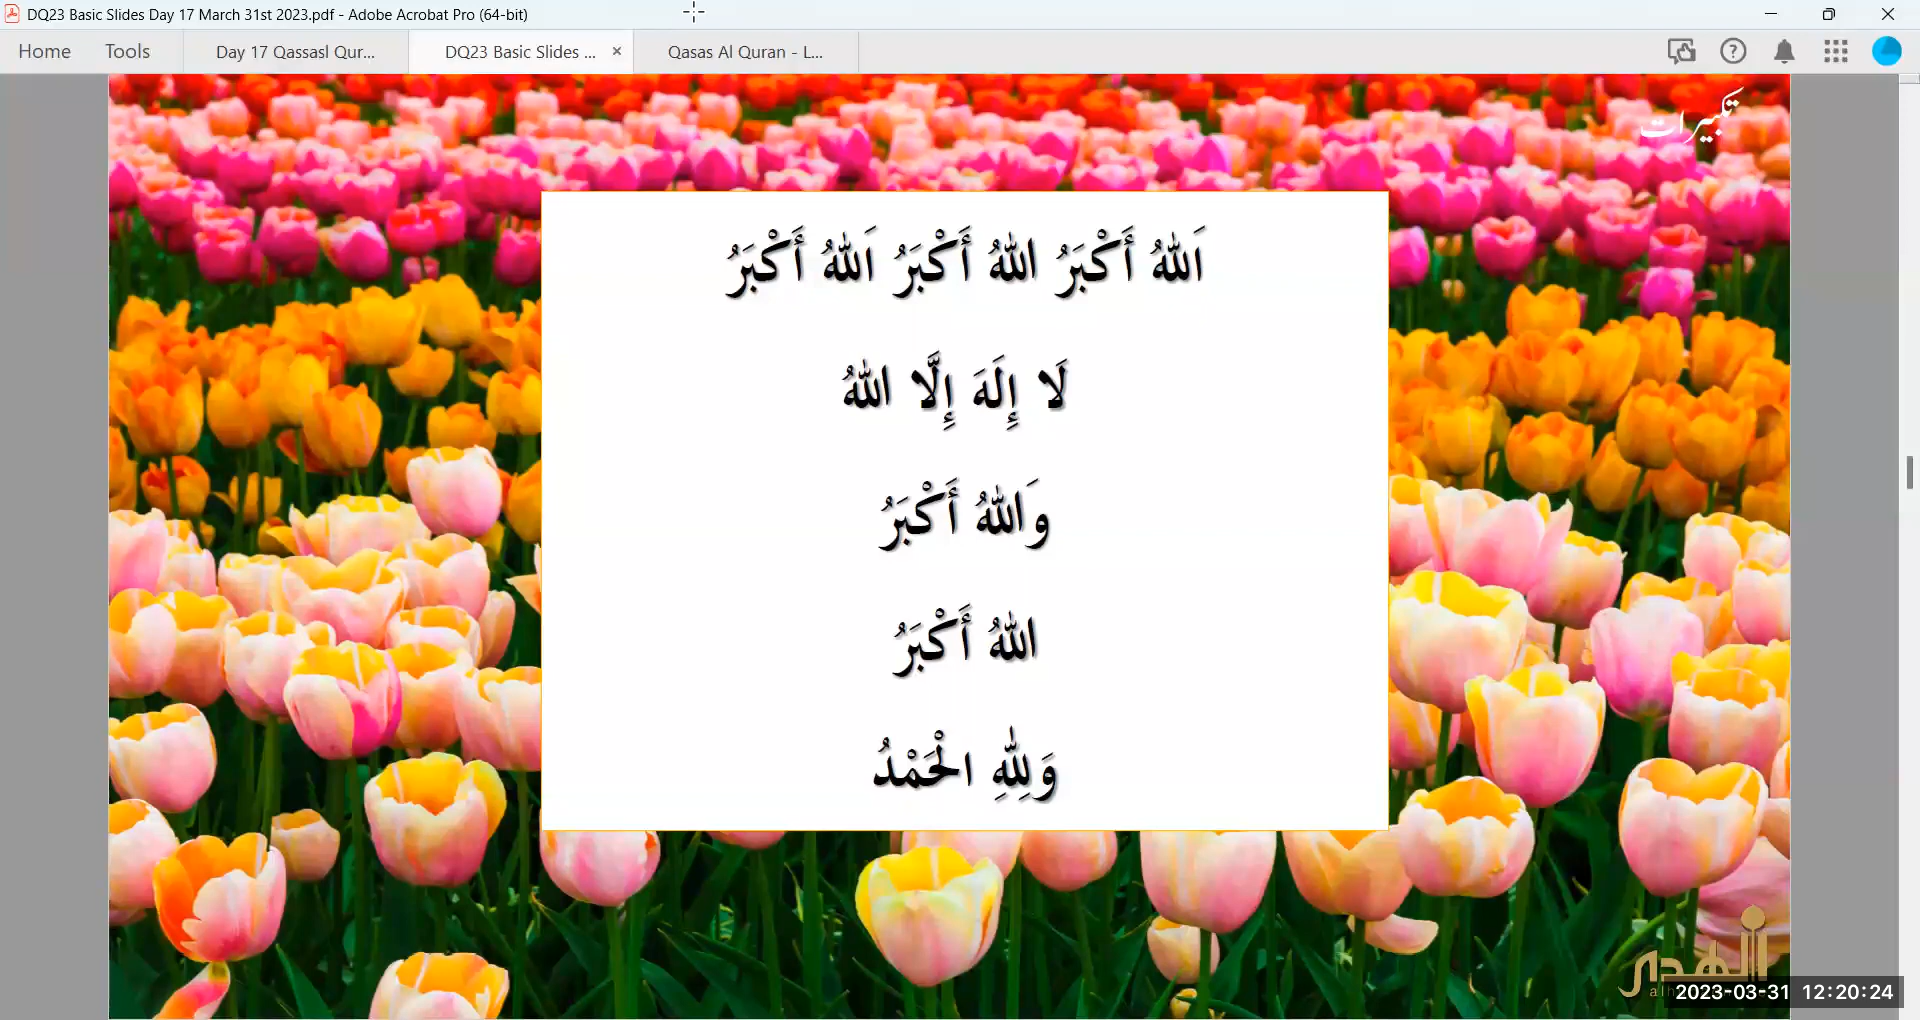 DQ23 Basic Slides Day 17 March 31st 2023.pdf - Adobe Acrobat Pro (64-bit)
Home Tools Day 17 Qassasl Qur... DQ23 Basic Slides ... × Qasas Al Quran - L...
تکبیرات
اَللهُ أَكْبَرُ اللهُ أَكْبَرُ اَللهُ أَكْبَرُ
لَا إِلَهَ إِلَّا اللهُ
وَاَللهُ أَكْبَرُ
اللهُ أَكْبَرُ
وَلِلّٰهِ الْحَمْدُ
الهدى
2023-03-31 12:20:24